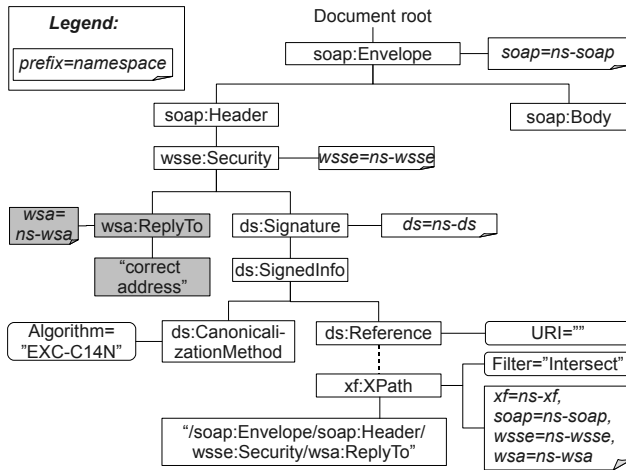 Legend:
prefix=namespace
Document root
soap:Envelope
soap=ns-soap
soap:Header
soap:Body
wsse:Security
wsse=ns-wsse
wsa=
ns-wsa
wsa:ReplyTo
ds:Signature
ds=ns-ds
“correct
address”
ds:SignedInfo
Algorithm=
"EXC-C14N"
ds:Canonicali-
zationMethod
ds:Reference
URI=""
xf:XPath
Filter="Intersect"
xf=ns-xf,
soap=ns-soap,
wsse=ns-wsse,
wsa=ns-wsa
“/soap:Envelope/soap:Header/
wsse:Security/wsa:ReplyTo”